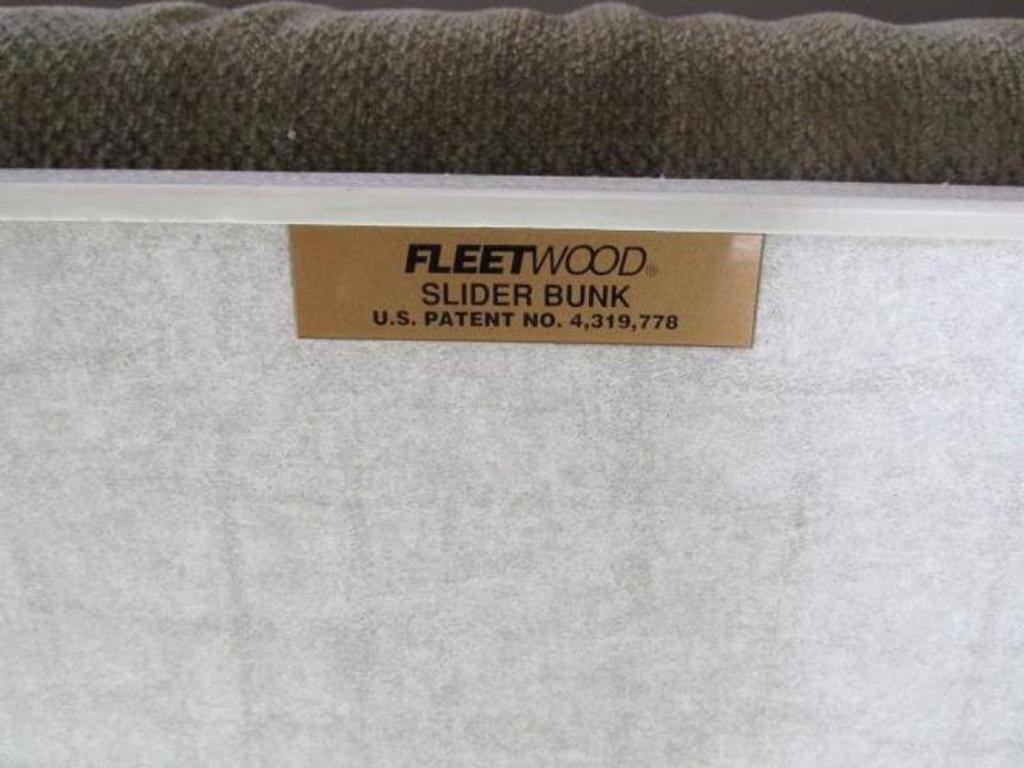 FLEETWOOD®
SLIDER BUNK
U.S. PATENT NO. 4,319,778